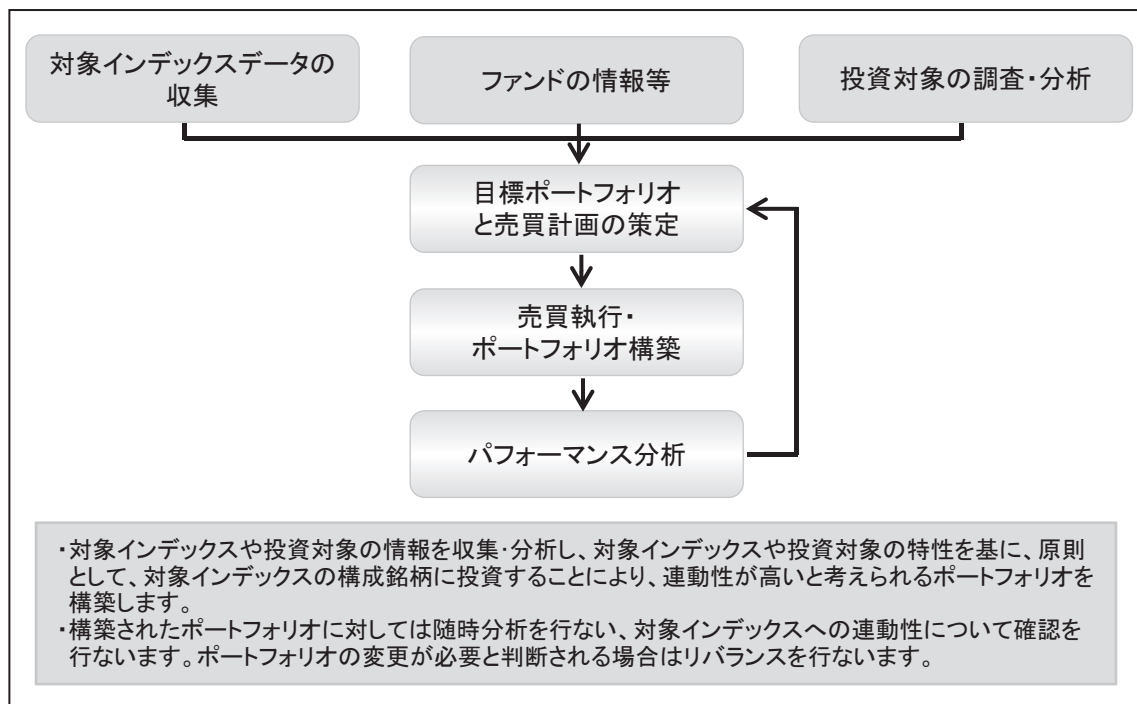 対象インデックスデータの
収集
ファンドの情報等
投資対象の調査・分析
目標ポートフォリオ
と売買計画の策定
売買執行・
ポートフォリオ構築
パフォーマンス分析
・対象インデックスや投資対象の情報を収集・分析し、対象インデックスや投資対象の特性を基に、原則
として、対象インデックスの構成銘柄に投資することにより、連動性が高いと考えられるポートフォリオを
構築します。
・構築されたポートフォリオに対しては随時分析を行ない、対象インデックスへの連動性について確認を
行ないます。ポートフォリオの変更が必要と判断される場合はリバランスを行ないます。